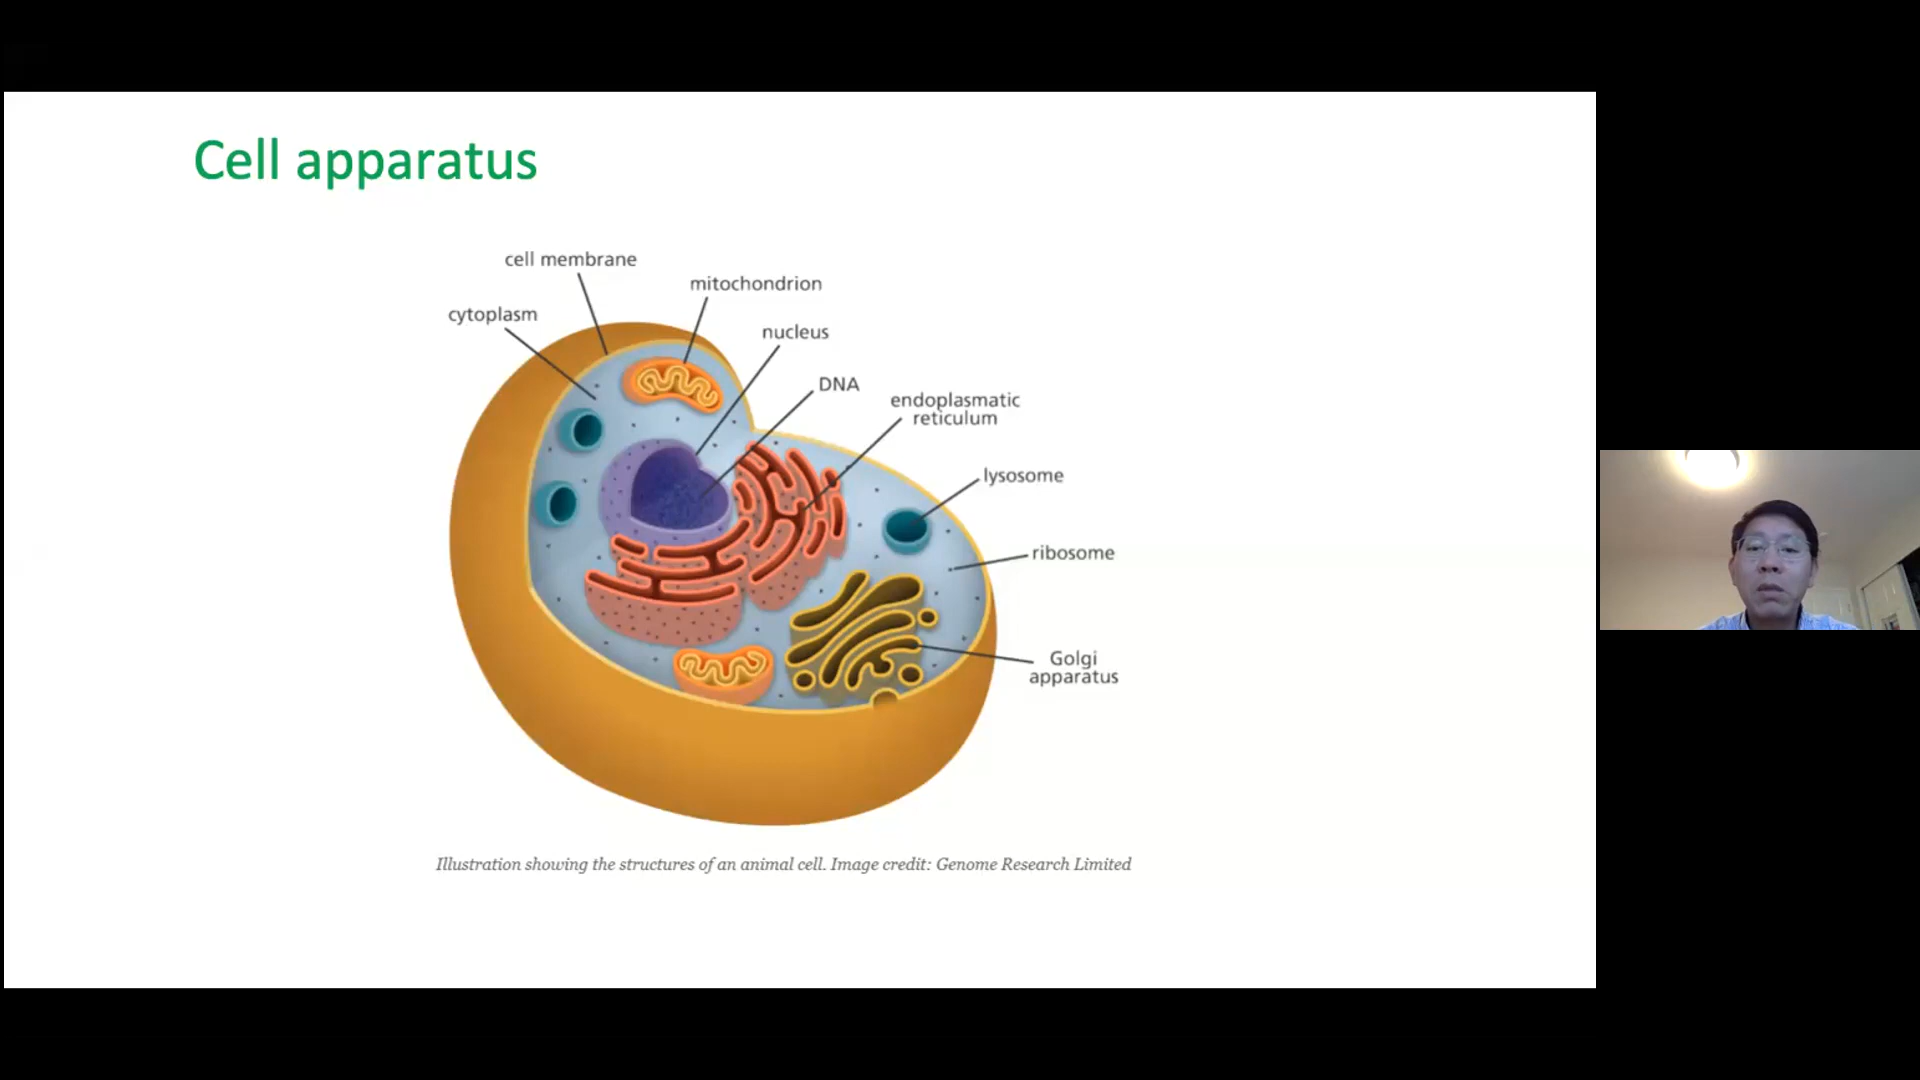 Cell apparatus
cell membrane
mitochondrion
cytoplasm
nucleus
DNA
endoplasmatic
reticulum
lysosome
ribosome
Golgi
apparatus
Illustration showing the structures of an animal cell. Image credit: Genome Research Limited